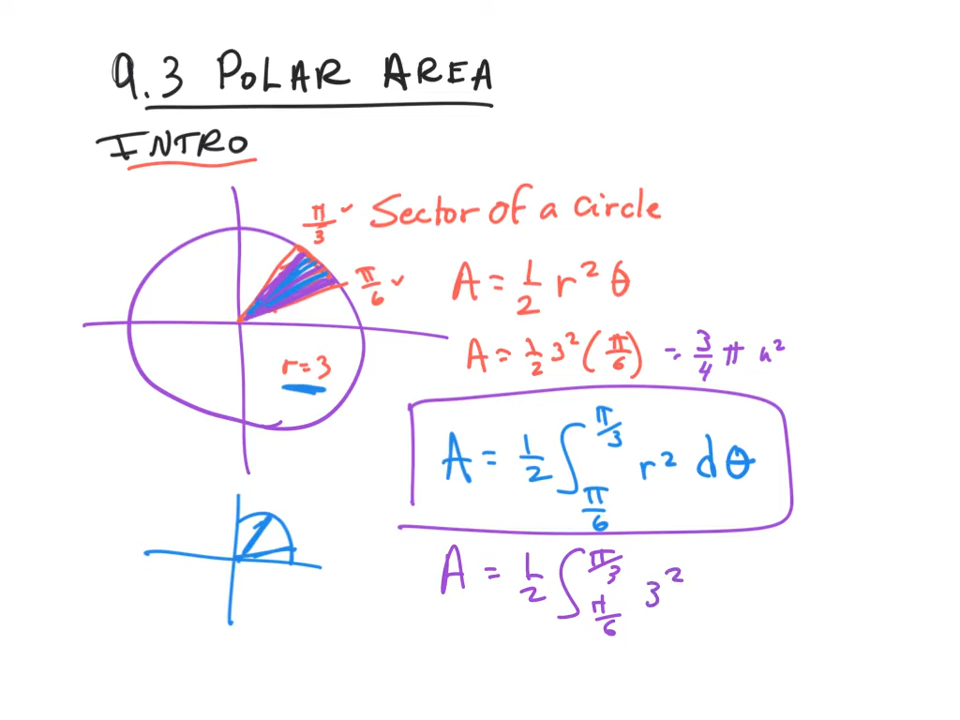 9.3 POLAR AREA
INTRO
π/3 ✓ Sector of a circle
π/6 ✓ A = 1/2 r² θ
r = 3
A = 1/2 3² (π/6) = 3/4 π u²
A = 1/2 ∫_{π/6}^{π/3} r² dθ
A = 1/2 ∫_{π/6}^{π/3} 3²